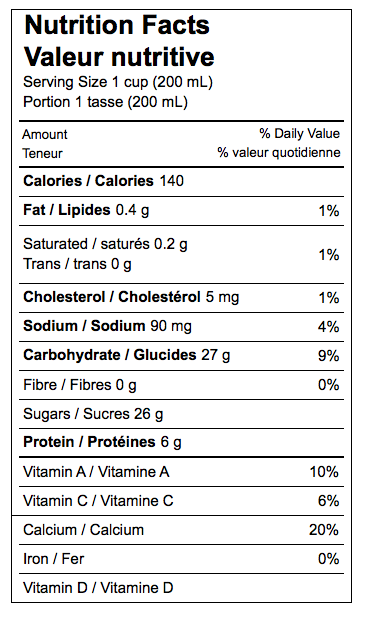 Nutrition Facts
Valeur nutritive
Serving Size 1 cup (200 mL)
Portion 1 tasse (200 mL)
Amount % Daily Value
Teneur % valeur quotidienne
Calories / Calories 140
Fat / Lipides 0.4 g 1%
Saturated / saturés 0.2 g
Trans / trans 0 g 1%
Cholesterol / Cholestérol 5 mg 1%
Sodium / Sodium 90 mg 4%
Carbohydrate / Glucides 27 g 9%
Fibre / Fibres 0 g 0%
Sugars / Sucres 26 g
Protein / Protéines 6 g
Vitamin A / Vitamine A 10%
Vitamin C / Vitamine C 6%
Calcium / Calcium 20%
Iron / Fer 0%
Vitamin D / Vitamine D